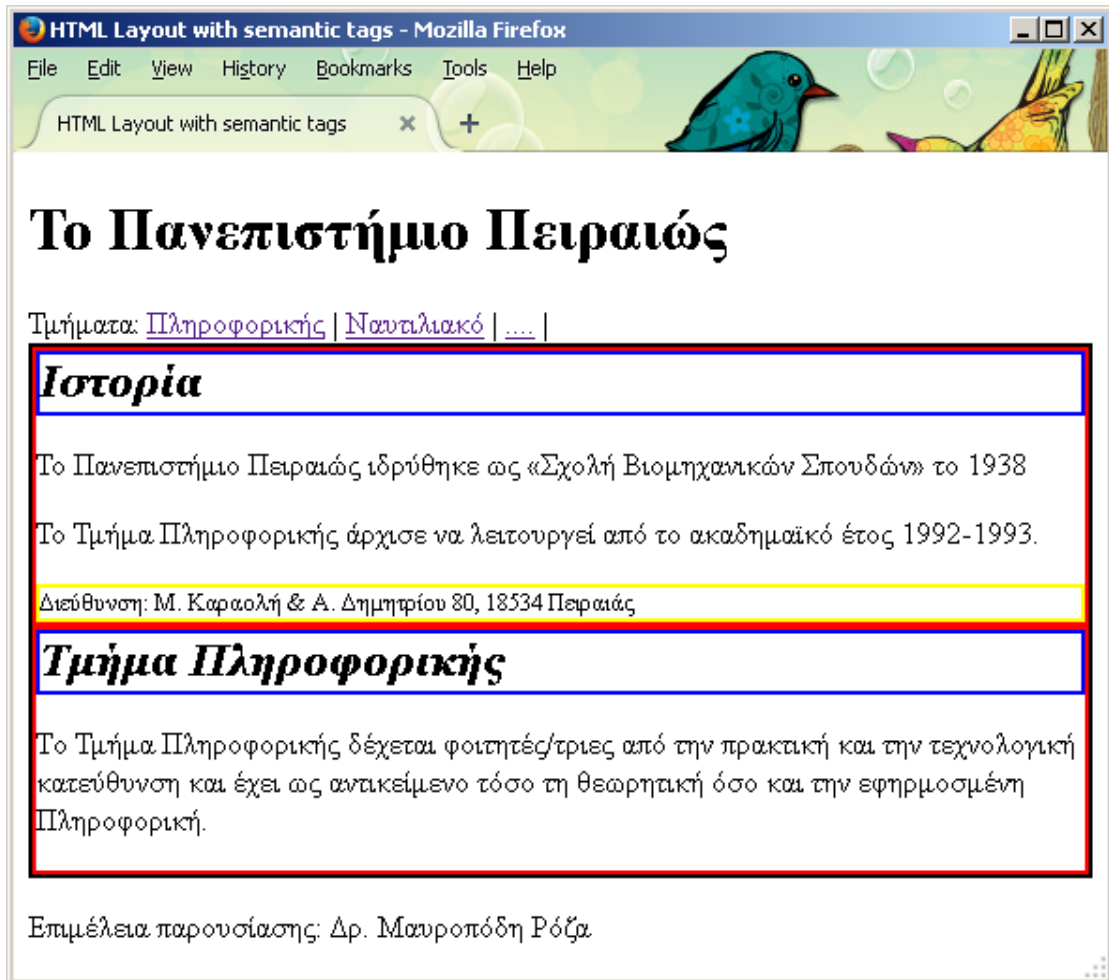 HTML Layout with semantic tags - Mozilla Firefox
File Edit View History Bookmarks Tools Help
HTML Layout with semantic tags
Το Πανεπιστήμιο Πειραιώς
Τμήματα: Πληροφορικής | Ναυτιλιακό | .... |
Ιστορία
Το Πανεπιστήμιο Πειραιώς ιδρύθηκε ως «Σχολή Βιομηχανικών Σπουδών» το 1938
Το Τμήμα Πληροφορικής άρχισε να λειτουργεί από το ακαδημαϊκό έτος 1992-1993.
Διεύθυνση: Μ. Καραολή & Α. Δημητρίου 80, 18534 Πειραιάς
Τμήμα Πληροφορικής
Το Τμήμα Πληροφορικής δέχεται φοιτητές/τριες από την πρακτική και την τεχνολογική
κατεύθυνση και έχει ως αντικείμενο τόσο τη θεωρητική όσο και την εφηρμοσμένη
Πληροφορική.
Επιμέλεια παρουσίασης: Δρ. Μαυροπόδη Ρόζα